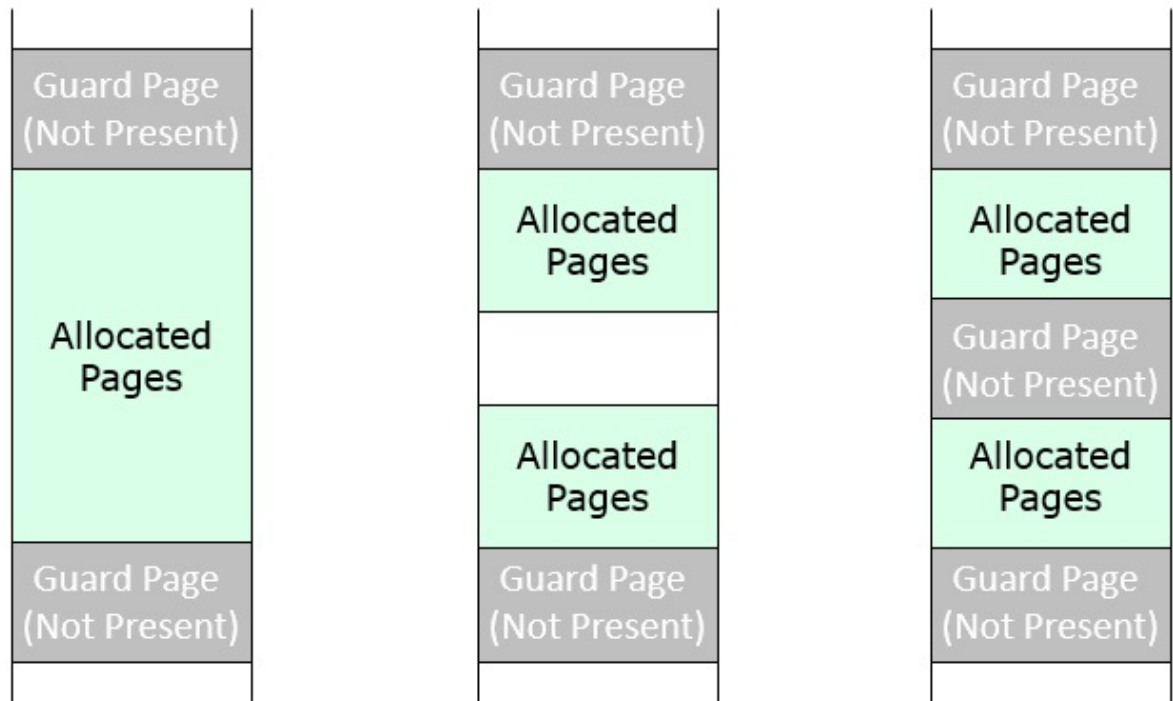 Guard Page
(Not Present)
Allocated
Pages
Guard Page
(Not Present)
Guard Page
(Not Present)
Allocated
Pages
Allocated
Pages
Guard Page
(Not Present)
Guard Page
(Not Present)
Allocated
Pages
Guard Page
(Not Present)
Allocated
Pages
Guard Page
(Not Present)